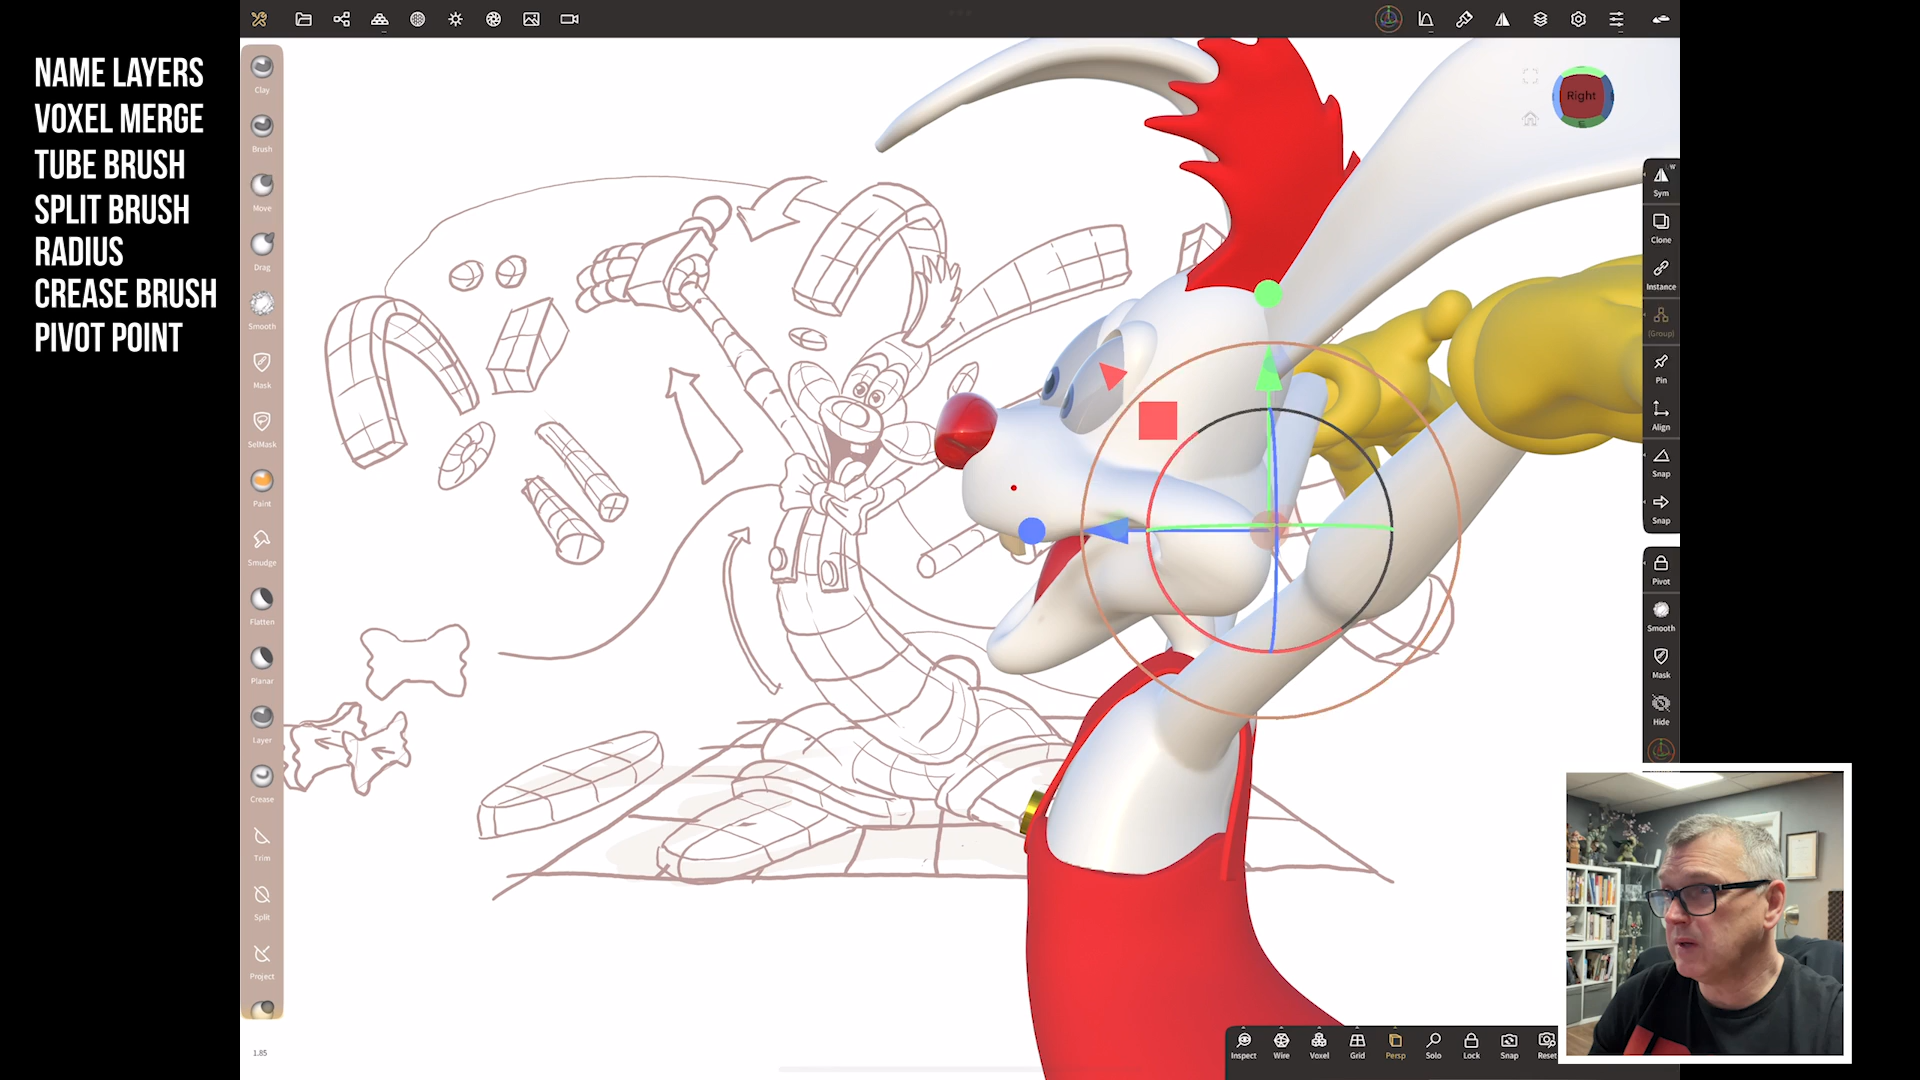 NAME LAYERS
VOXEL MERGE
TUBE BRUSH
SPLIT BRUSH
RADIUS
CREASE BRUSH
PIVOT POINT
Clay
Brush
Move
Drag
Smooth
Mask
SelMask
Paint
Smudge
Flatten
Planar
Layer
Crease
Trim
Split
Project
1.85
Right
Sym
Clone
Instance
(Group)
Pin
Align
Snap
Snap
Pivot
Smooth
Mask
Hide
Inspect
Wire
Voxel
Grid
Persp
Solo
Lock
Snap
Reset